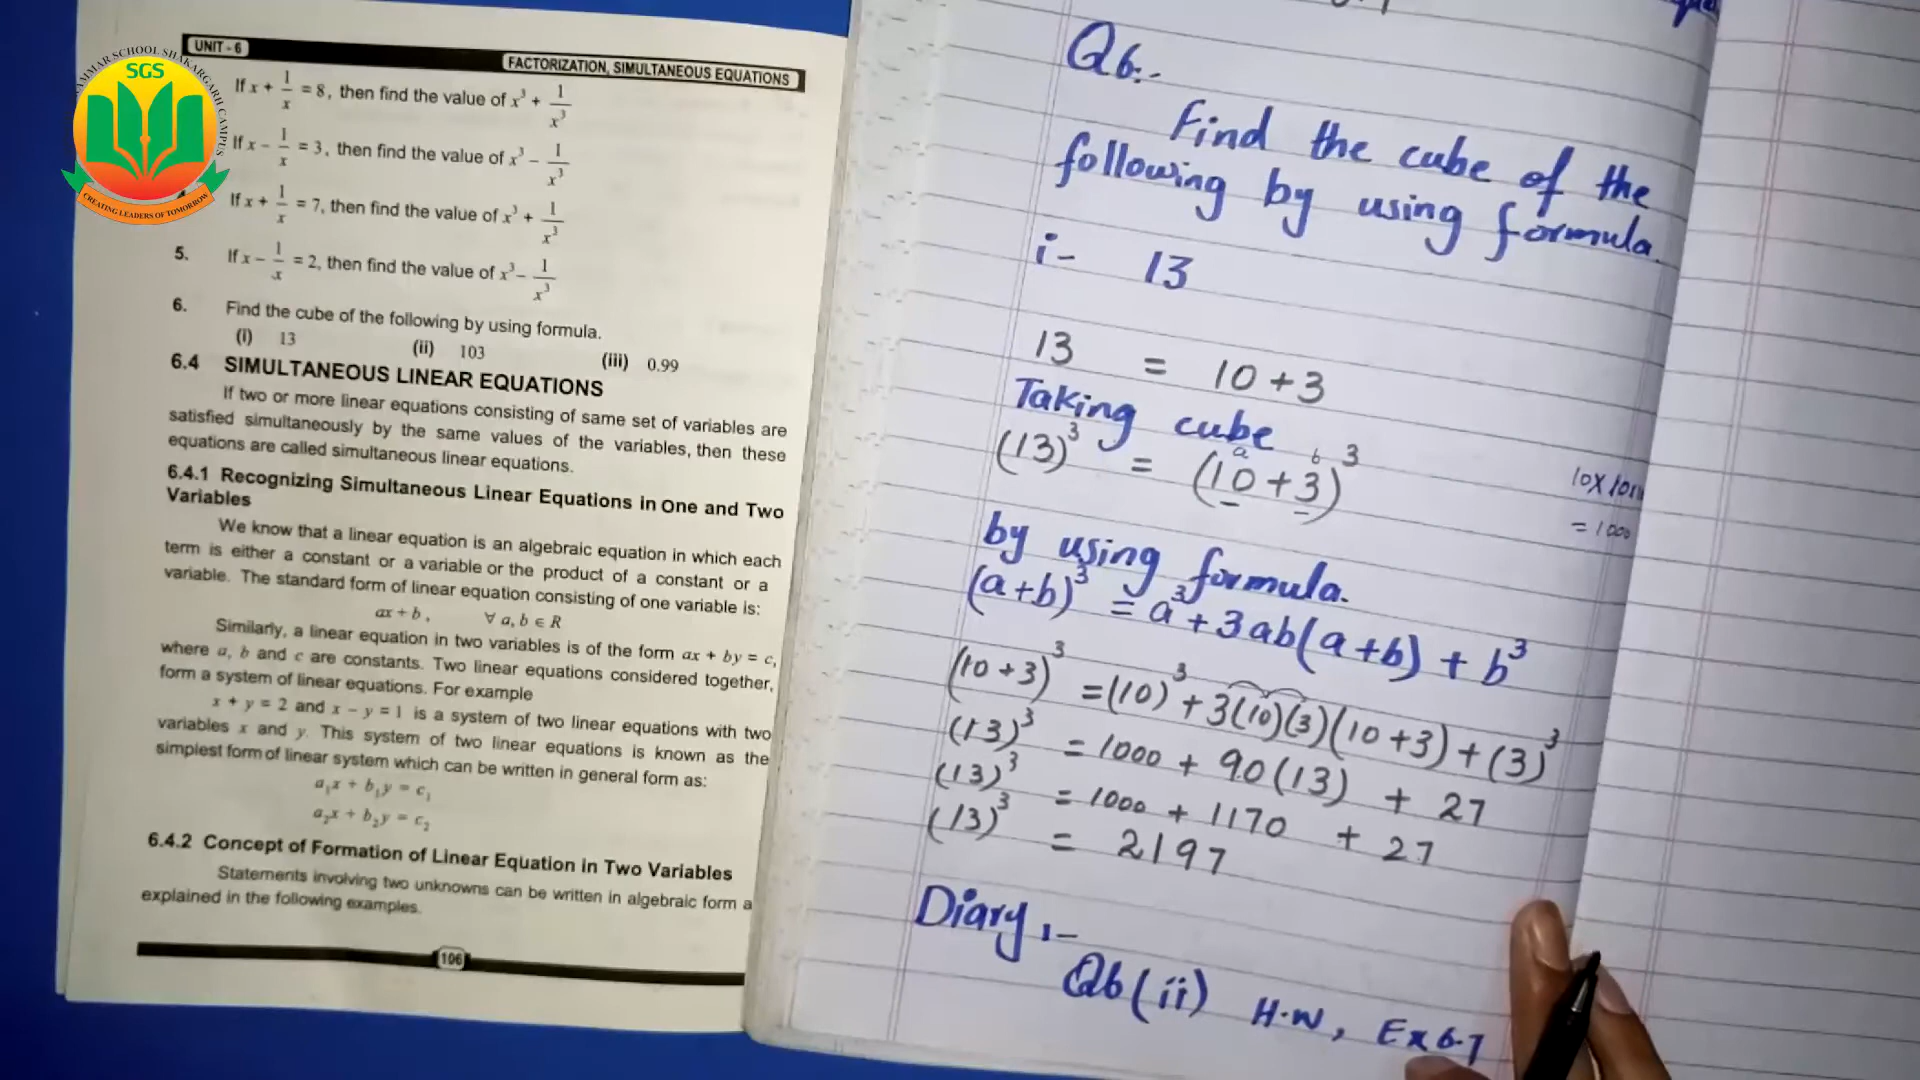 GRAMMAR SCHOOL SHAKARGARH CAMPUS
SGS
CREATING LEADERS OF TOMORROW
UNIT - 6
FACTORIZATION, SIMULTANEOUS EQUATIONS
If x + 1/x = 8, then find the value of x³ + 1/x³
If x − 1/x = 3, then find the value of x³ − 1/x³
If x + 1/x = 7, then find the value of x³ + 1/x³
5. If x − 1/x = 2, then find the value of x³ − 1/x³
6. Find the cube of the following by using formula.
(i) 13 (ii) 103 (iii) 0.99
6.4 SIMULTANEOUS LINEAR EQUATIONS
If two or more linear equations consisting of same set of variables are
satisfied simultaneously by the same values of the variables, then these
equations are called simultaneous linear equations.
6.4.1 Recognizing Simultaneous Linear Equations in One and Two
Variables
We know that a linear equation is an algebraic equation in which each
term is either a constant or a variable or the product of a constant or a
variable. The standard form of linear equation consisting of one variable is:
ax + b, ∀ a, b ∈ R
Similarly, a linear equation in two variables is of the form ax + by = c,
where a, b and c are constants. Two linear equations considered together,
form a system of linear equations. For example
x + y = 2 and x − y = 1 is a system of two linear equations with two
variables x and y. This system of two linear equations is known as the
simplest form of linear system which can be written in general form as:
a₁x + b₁y = c₁
a₂x + b₂y = c₂
6.4.2 Concept of Formation of Linear Equation in Two Variables
Statements involving two unknowns can be written in algebraic form a
explained in the following examples.
106
Q6:-
Find the cube of the
following by using formula.
i- 13
13 = 10+3
Taking cube
a b
(13)³ = (10+3)³
10×10
= 1000
by using formula.
(a+b)³ = a³+3ab(a+b)+b³
(10+3)³ = (10)³+3(10)(3)(10+3)+(3)³
(13)³ = 1000 + 90(13) + 27
(13)³ = 1000 + 1170 + 27
(13)³ = 2197
Diary:-
Q6(ii) H.W, Ex 6.7